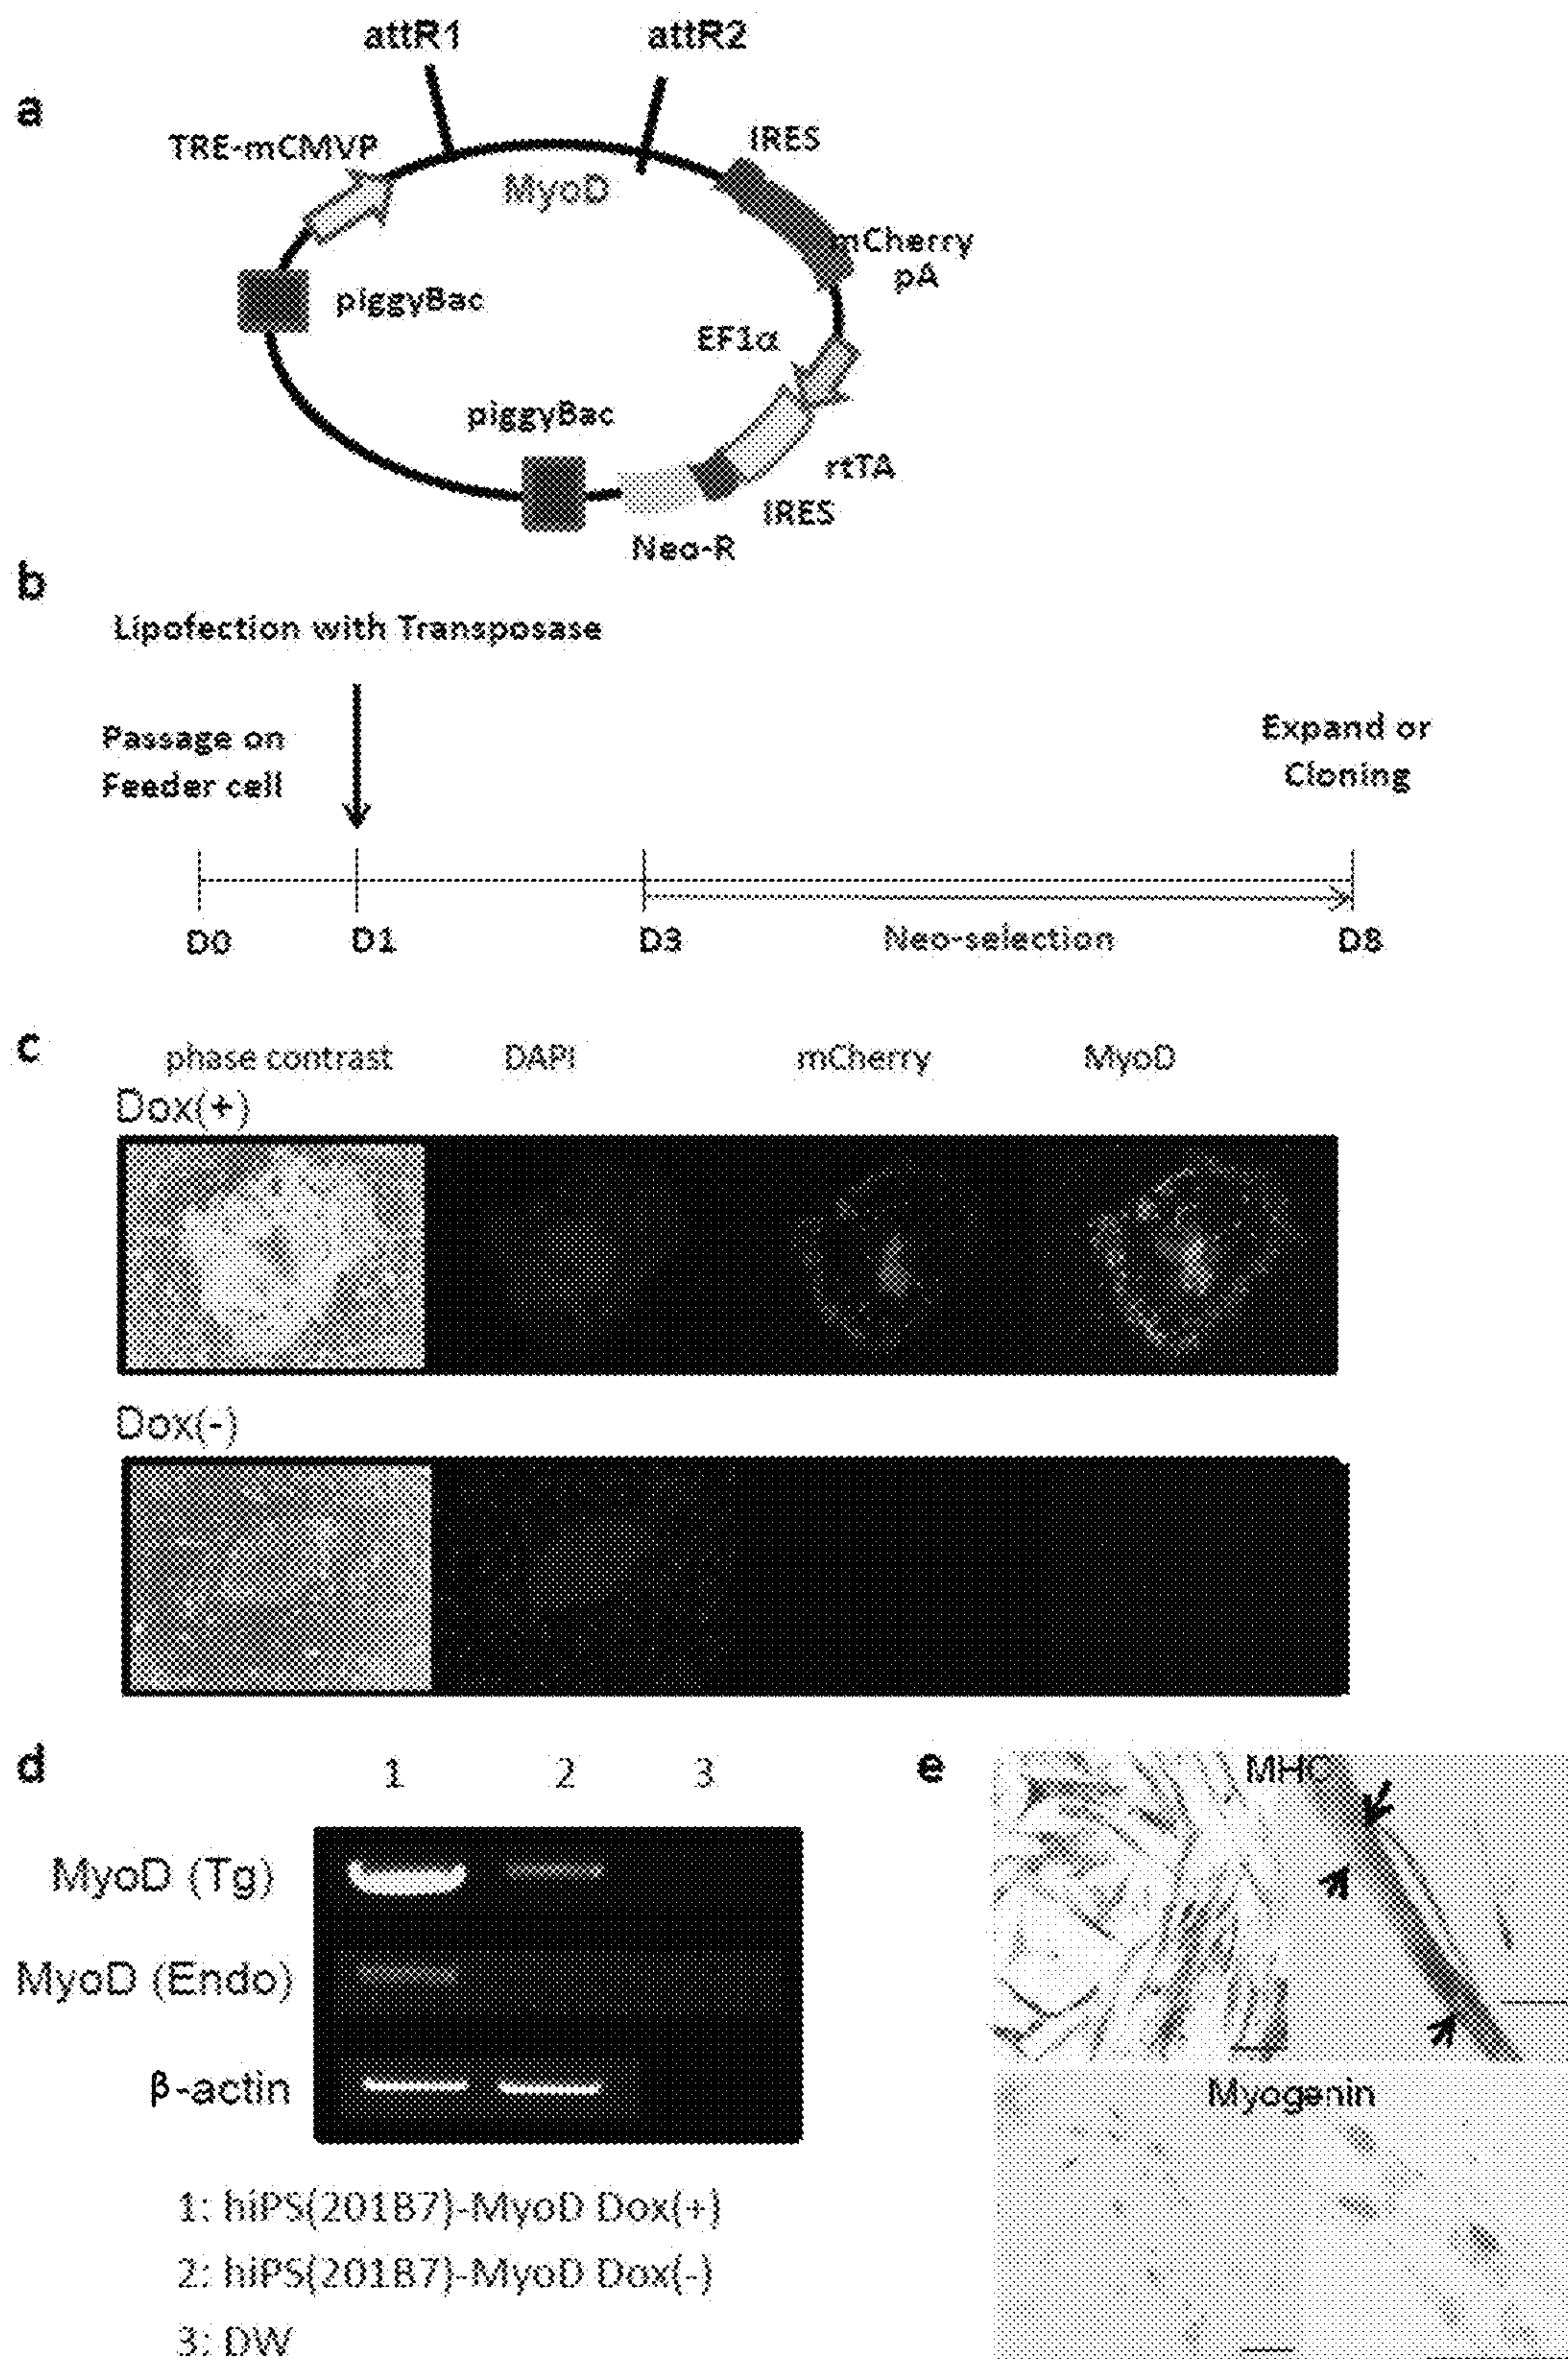 attR1 attR2
a
TRE-mCMVP
IRES
MyoD
mCherry
pA
piggyBac
EF1α
piggyBac
rtTA
IRES
Neo-R
b
Lipofection with Transposase
Passage on
Feeder cell
Expand or
Cloning
D0 D1 D3 Neo-selection D8
c
phase contrast DAPI mCherry MyoD
Dox(+)
Dox(-)
d
1 2 3
MyoD (Tg)
MyoD (Endo)
β-actin
1: hiPS(201B7)-MyoD Dox(+)
2: hiPS(201B7)-MyoD Dox(-)
3: DW
e
MHC
Myogenin